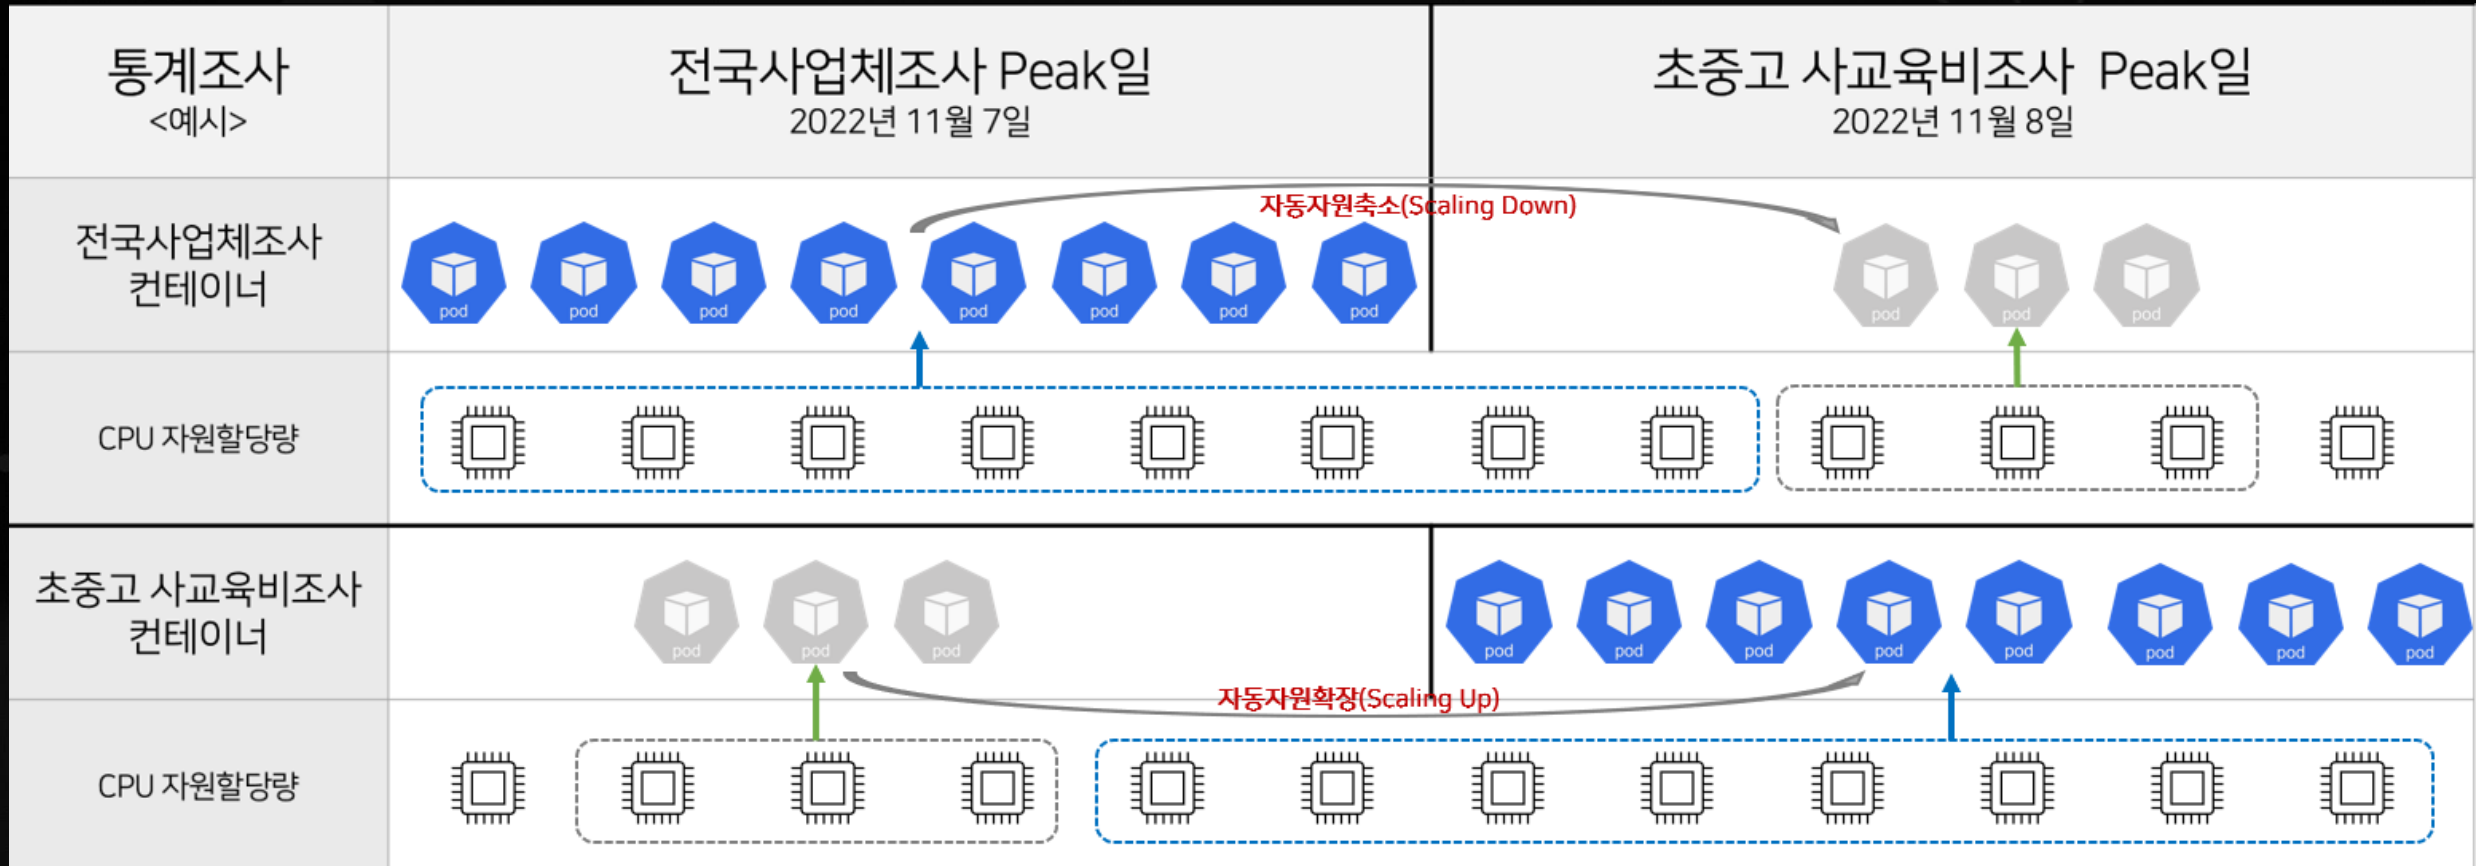 통계조사
<예시>
전국사업체조사 Peak일
2022년 11월 7일
초중고 사교육비조사 Peak일
2022년 11월 8일
전국사업체조사
컨테이너
자동자원축소(Scaling Down)
pod pod pod pod pod pod pod pod
pod pod pod
CPU 자원할당량
초중고 사교육비조사
컨테이너
pod pod pod
pod pod pod pod pod pod pod pod
자동자원확장(Scaling Up)
CPU 자원할당량